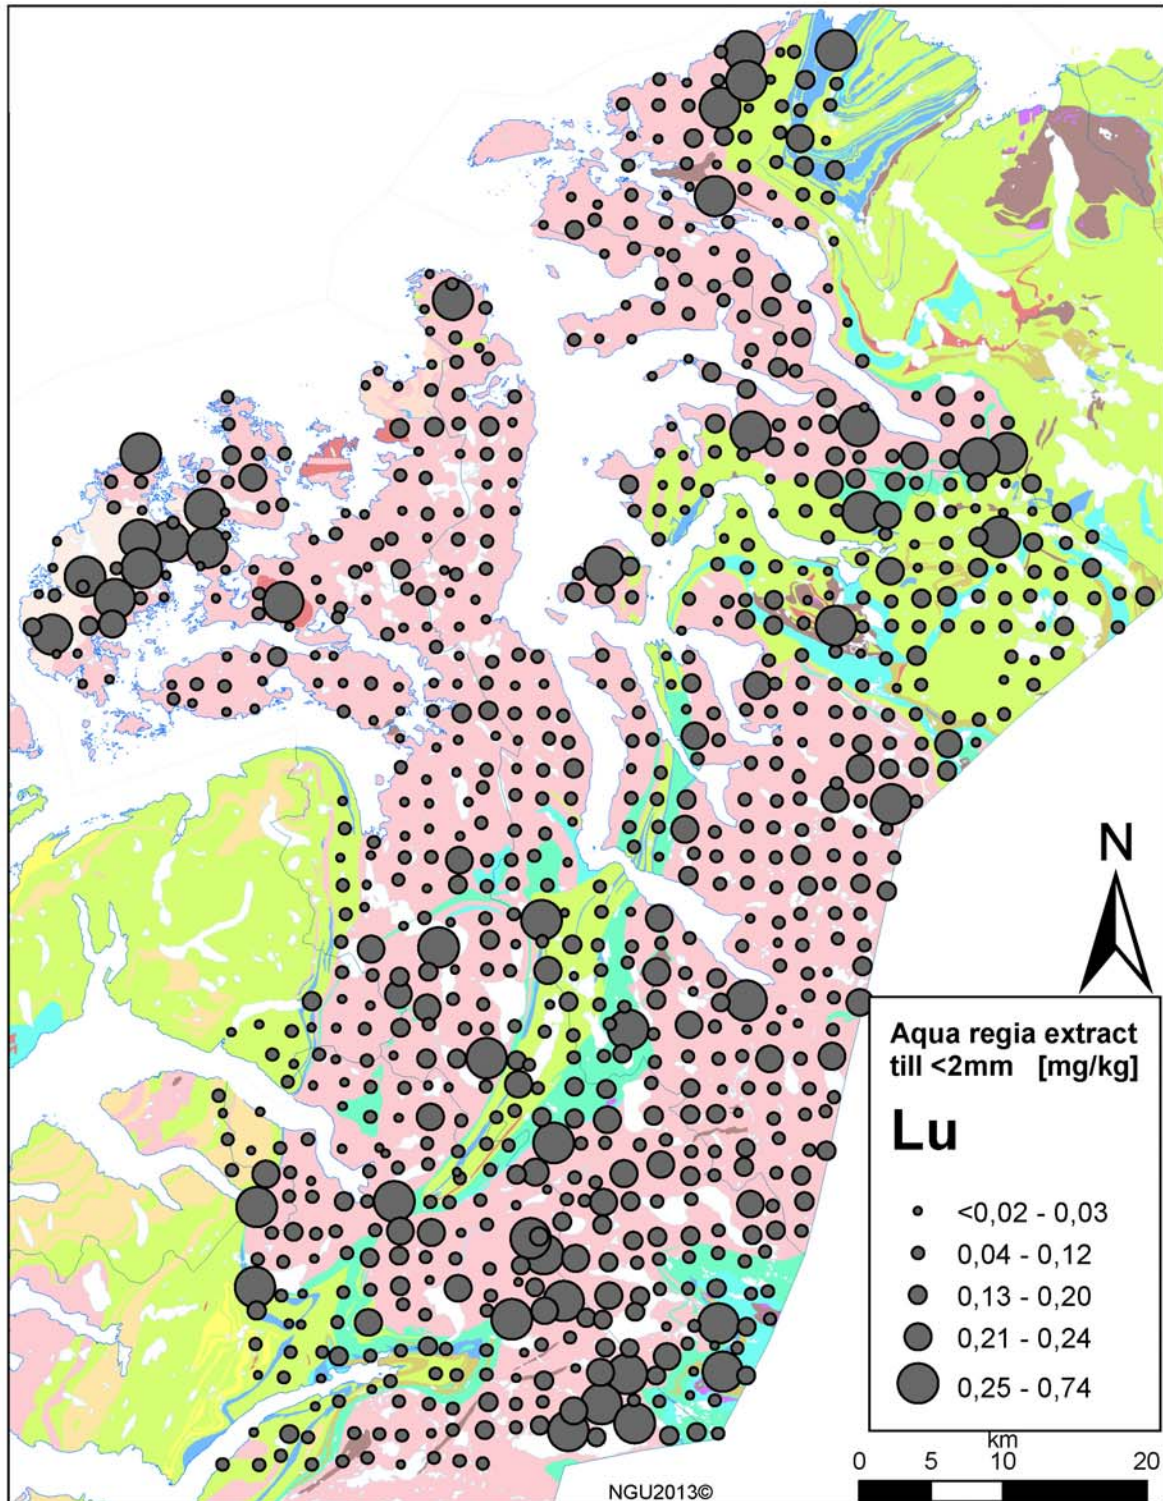 N
Aqua regia extract
till <2mm [mg/kg]
Lu
<0,02 - 0,03
0,04 - 0,12
0,13 - 0,20
0,21 - 0,24
0,25 - 0,74
km
0 5 10 20
NGU2013©